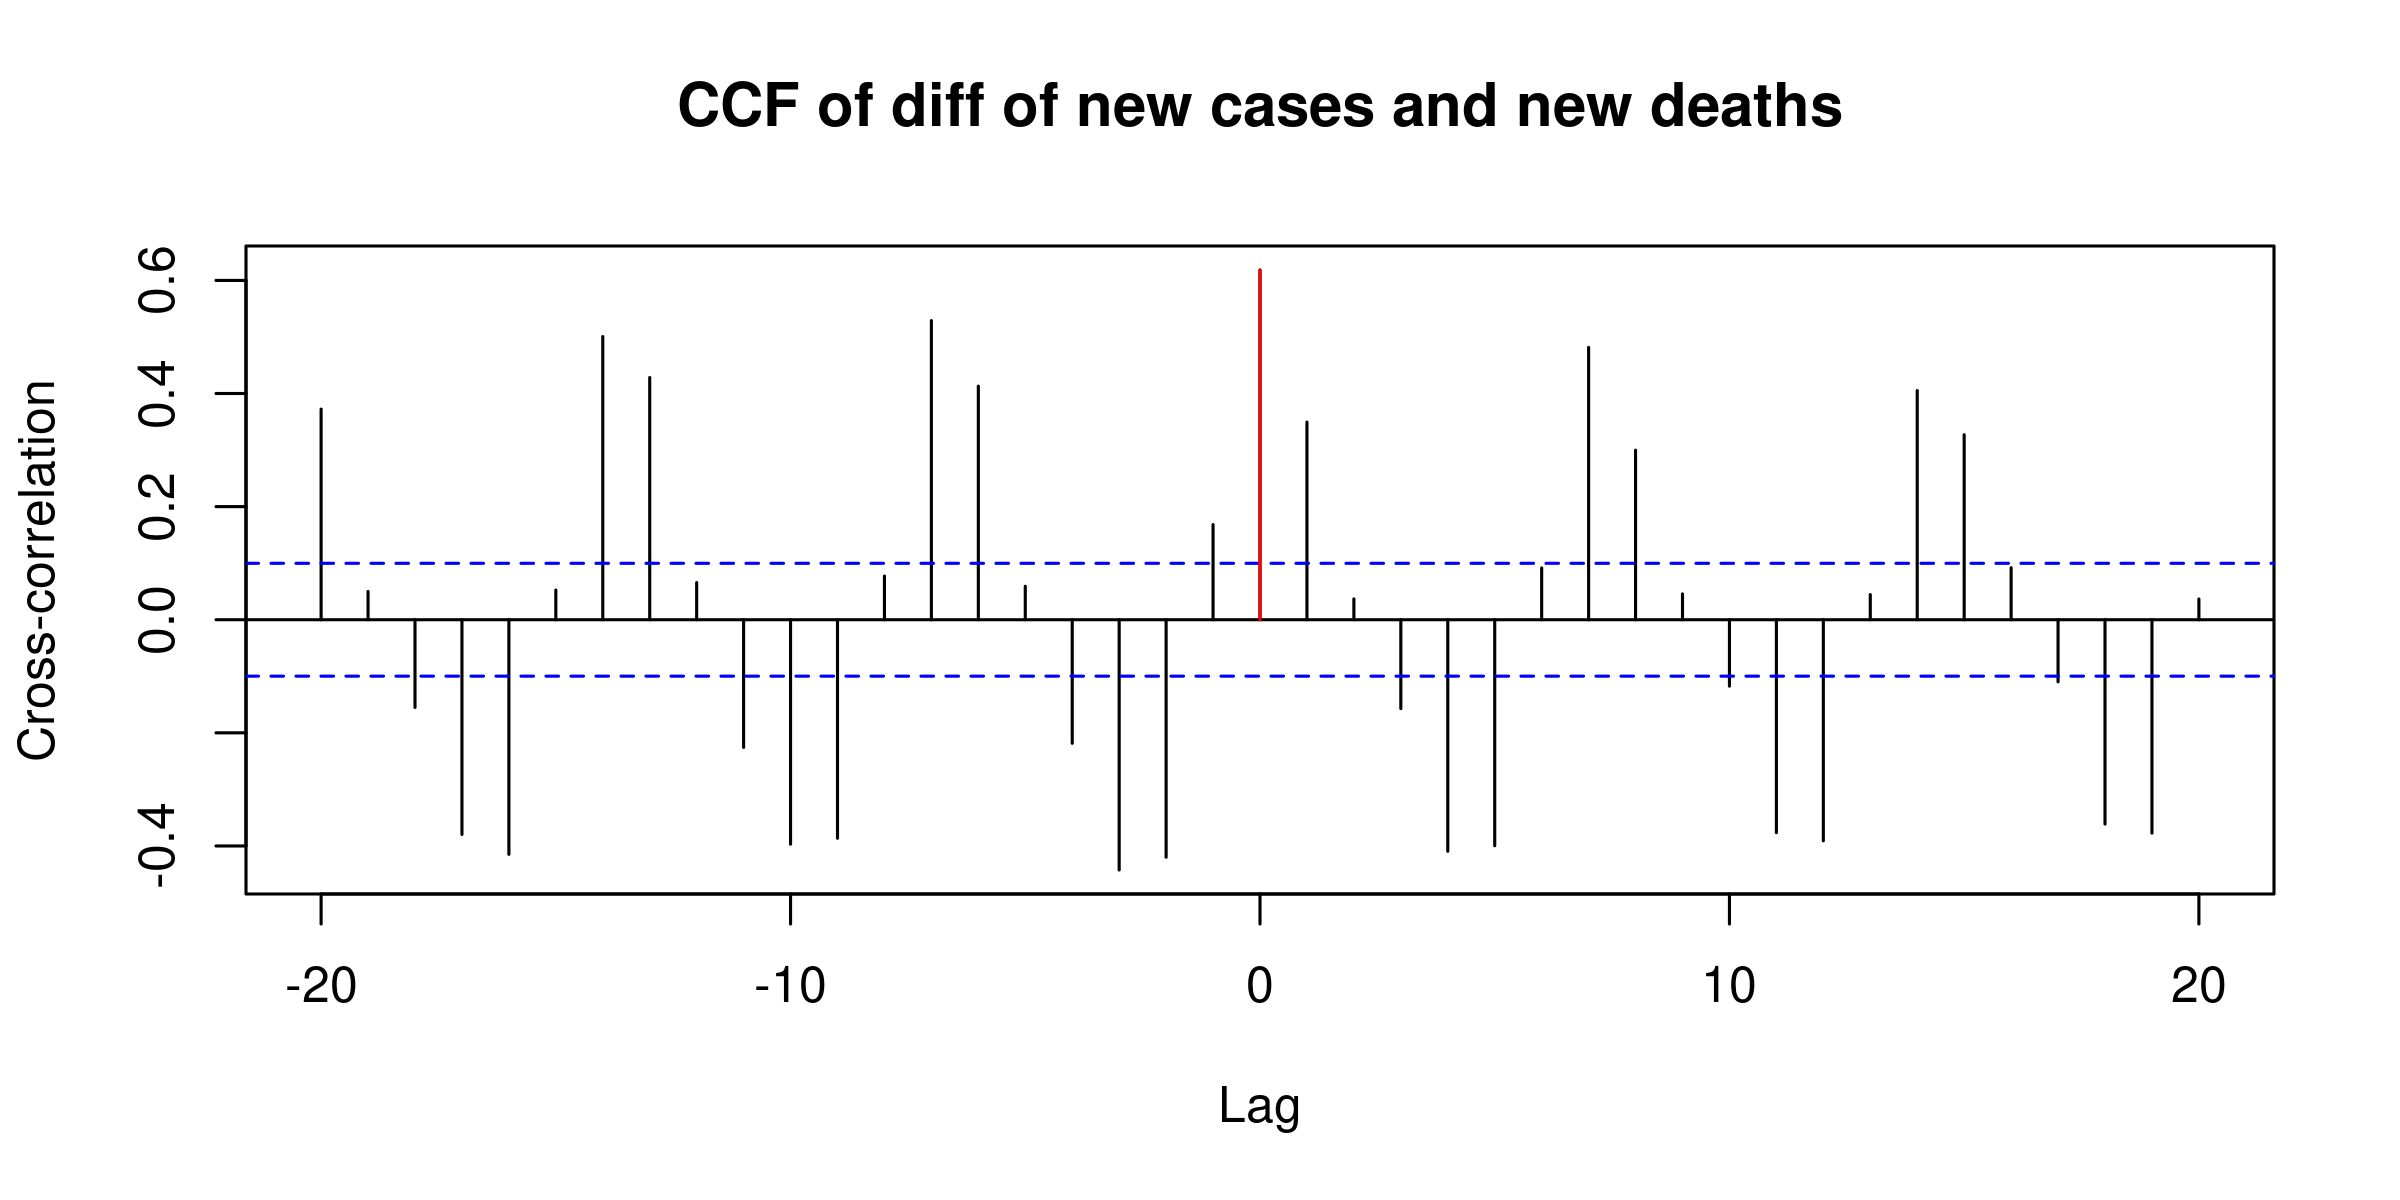 CCF of diff of new cases and new deaths
Cross-correlation
0.6
0.4
0.2
0.0
-0.4
-20 -10 0 10 20
Lag